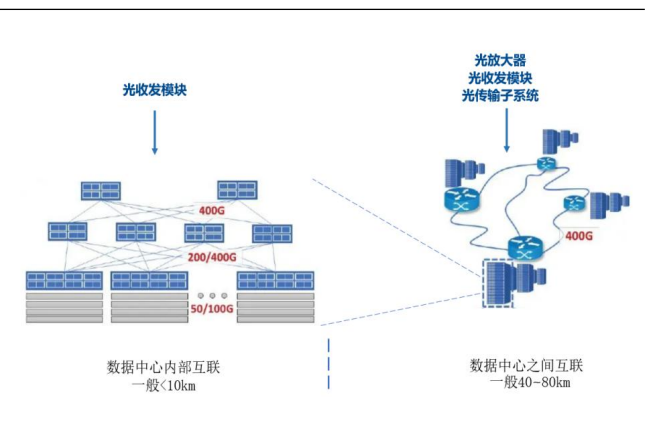 光收发模块
400G
200/400G
50/100G
数据中心内部互联
一般<10km
光放大器
光收发模块
光传输子系统
400G
数据中心之间互联
一般40~80km